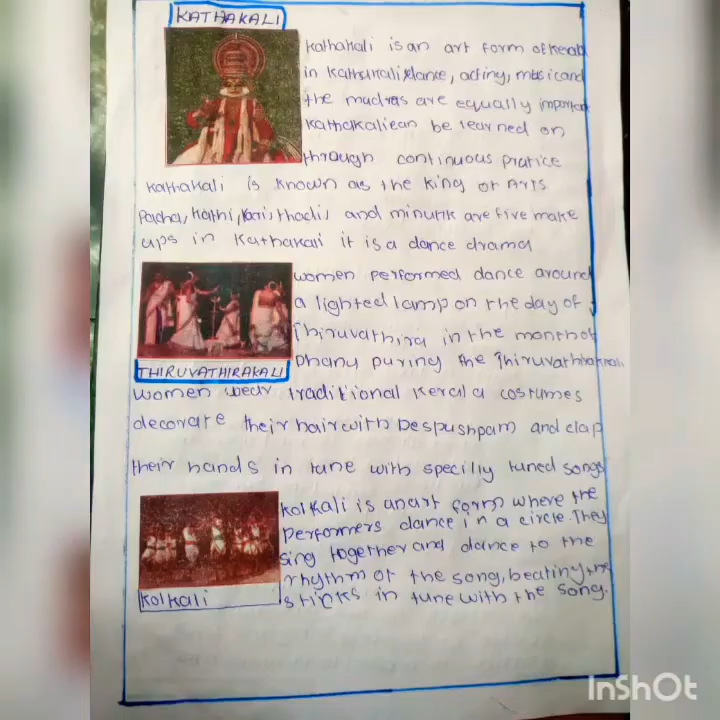 KATHAKALI
Kathakali is an art form of Kerala
in Kathakali dance, acting, music and
the mudras are equally important
Kathakali can be learned on
through continuous pratice
Kathakali is known as the King of Arts
Pacha, Kathi, Kari, thadi, and minukk are five make
ups in Kathakali it is a dance drama
women performed dance around
a lighted lamp on the day of
Thiruvathira in the month of
Dhanu During the Thiruvathirakali
THIRUVATHIRAKALI
women wear traditional Kerala costumes
decorate their hair with Despushpam and clap
their hands in tune with specilly tuned songs
Kolkali is an art form where the
performers dance in a circle. They
sing together and dance to the
rhythm of the song, beating the
sticks in tune with the song.
Kolkali
InShOt